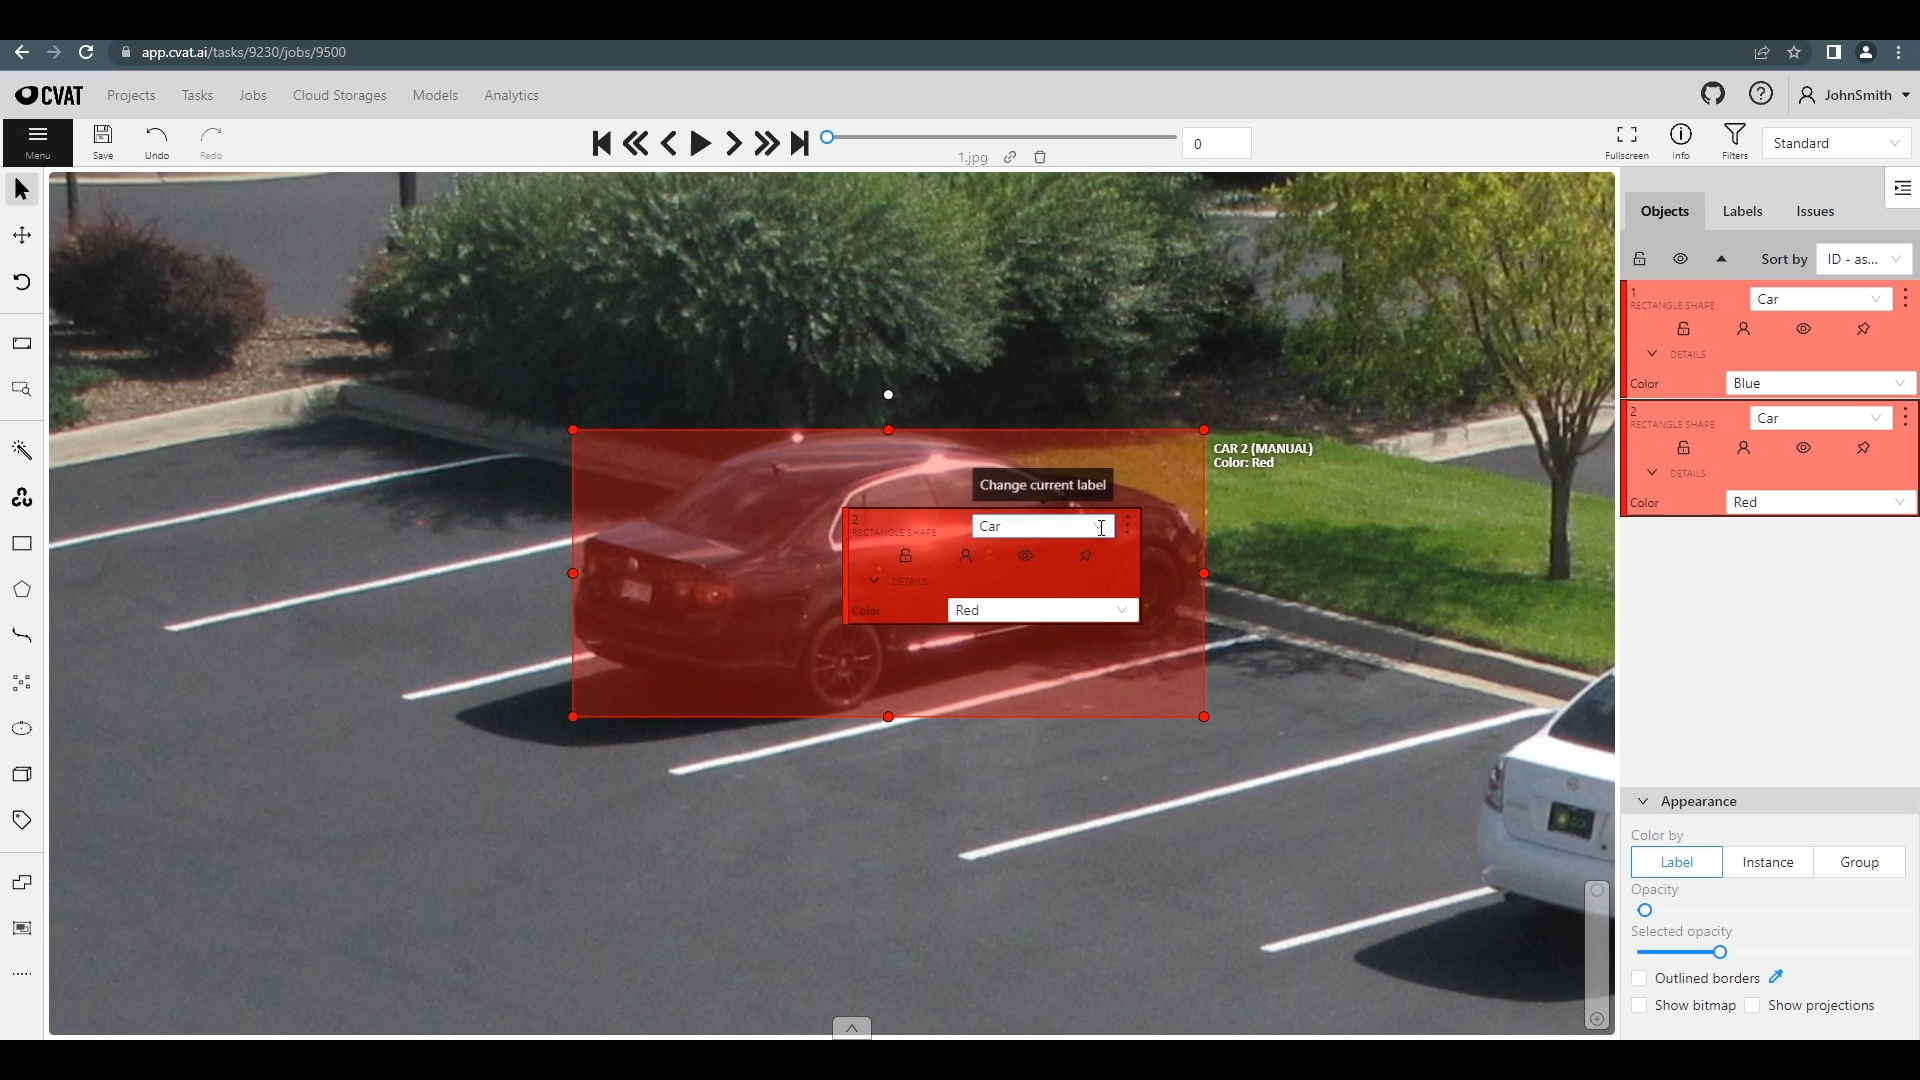 app.cvat.ai/tasks/9230/jobs/9500
CVAT Projects Tasks Jobs Cloud Storages Models Analytics JohnSmith
Menu Save Undo Redo 0 Fullscreen Info Filters Standard
1.jpg
Objects Labels Issues
Sort by ID - as...
1
RECTANGLE SHAPE Car
DETAILS
Color Blue
2
RECTANGLE SHAPE Car
DETAILS
Color Red
CAR 2 (MANUAL)
Color: Red
Change current label
2
RECTANGLE SHAPE Car
DETAILS
Color Red
Appearance
Color by
Label Instance Group
Opacity
Selected opacity
Outlined borders
Show bitmap Show projections